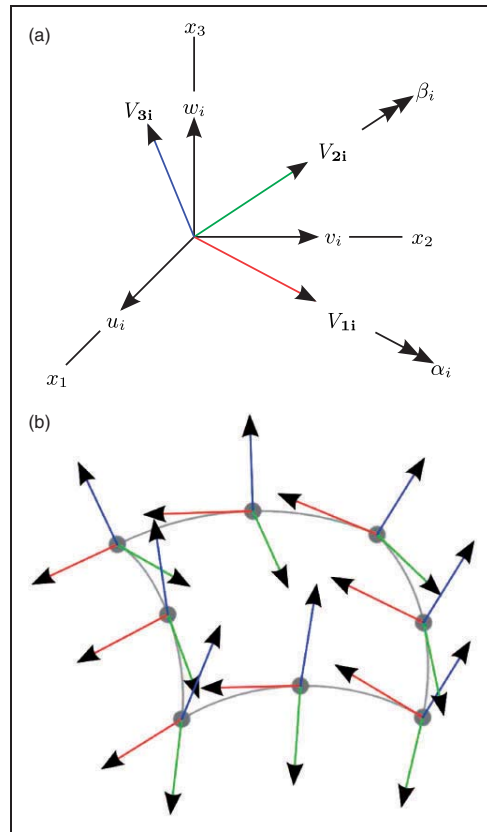 (a)
x₃
V₃ᵢ
wᵢ
βᵢ
V₂ᵢ
vᵢ
x₂
uᵢ
V₁ᵢ
x₁
αᵢ
(b)